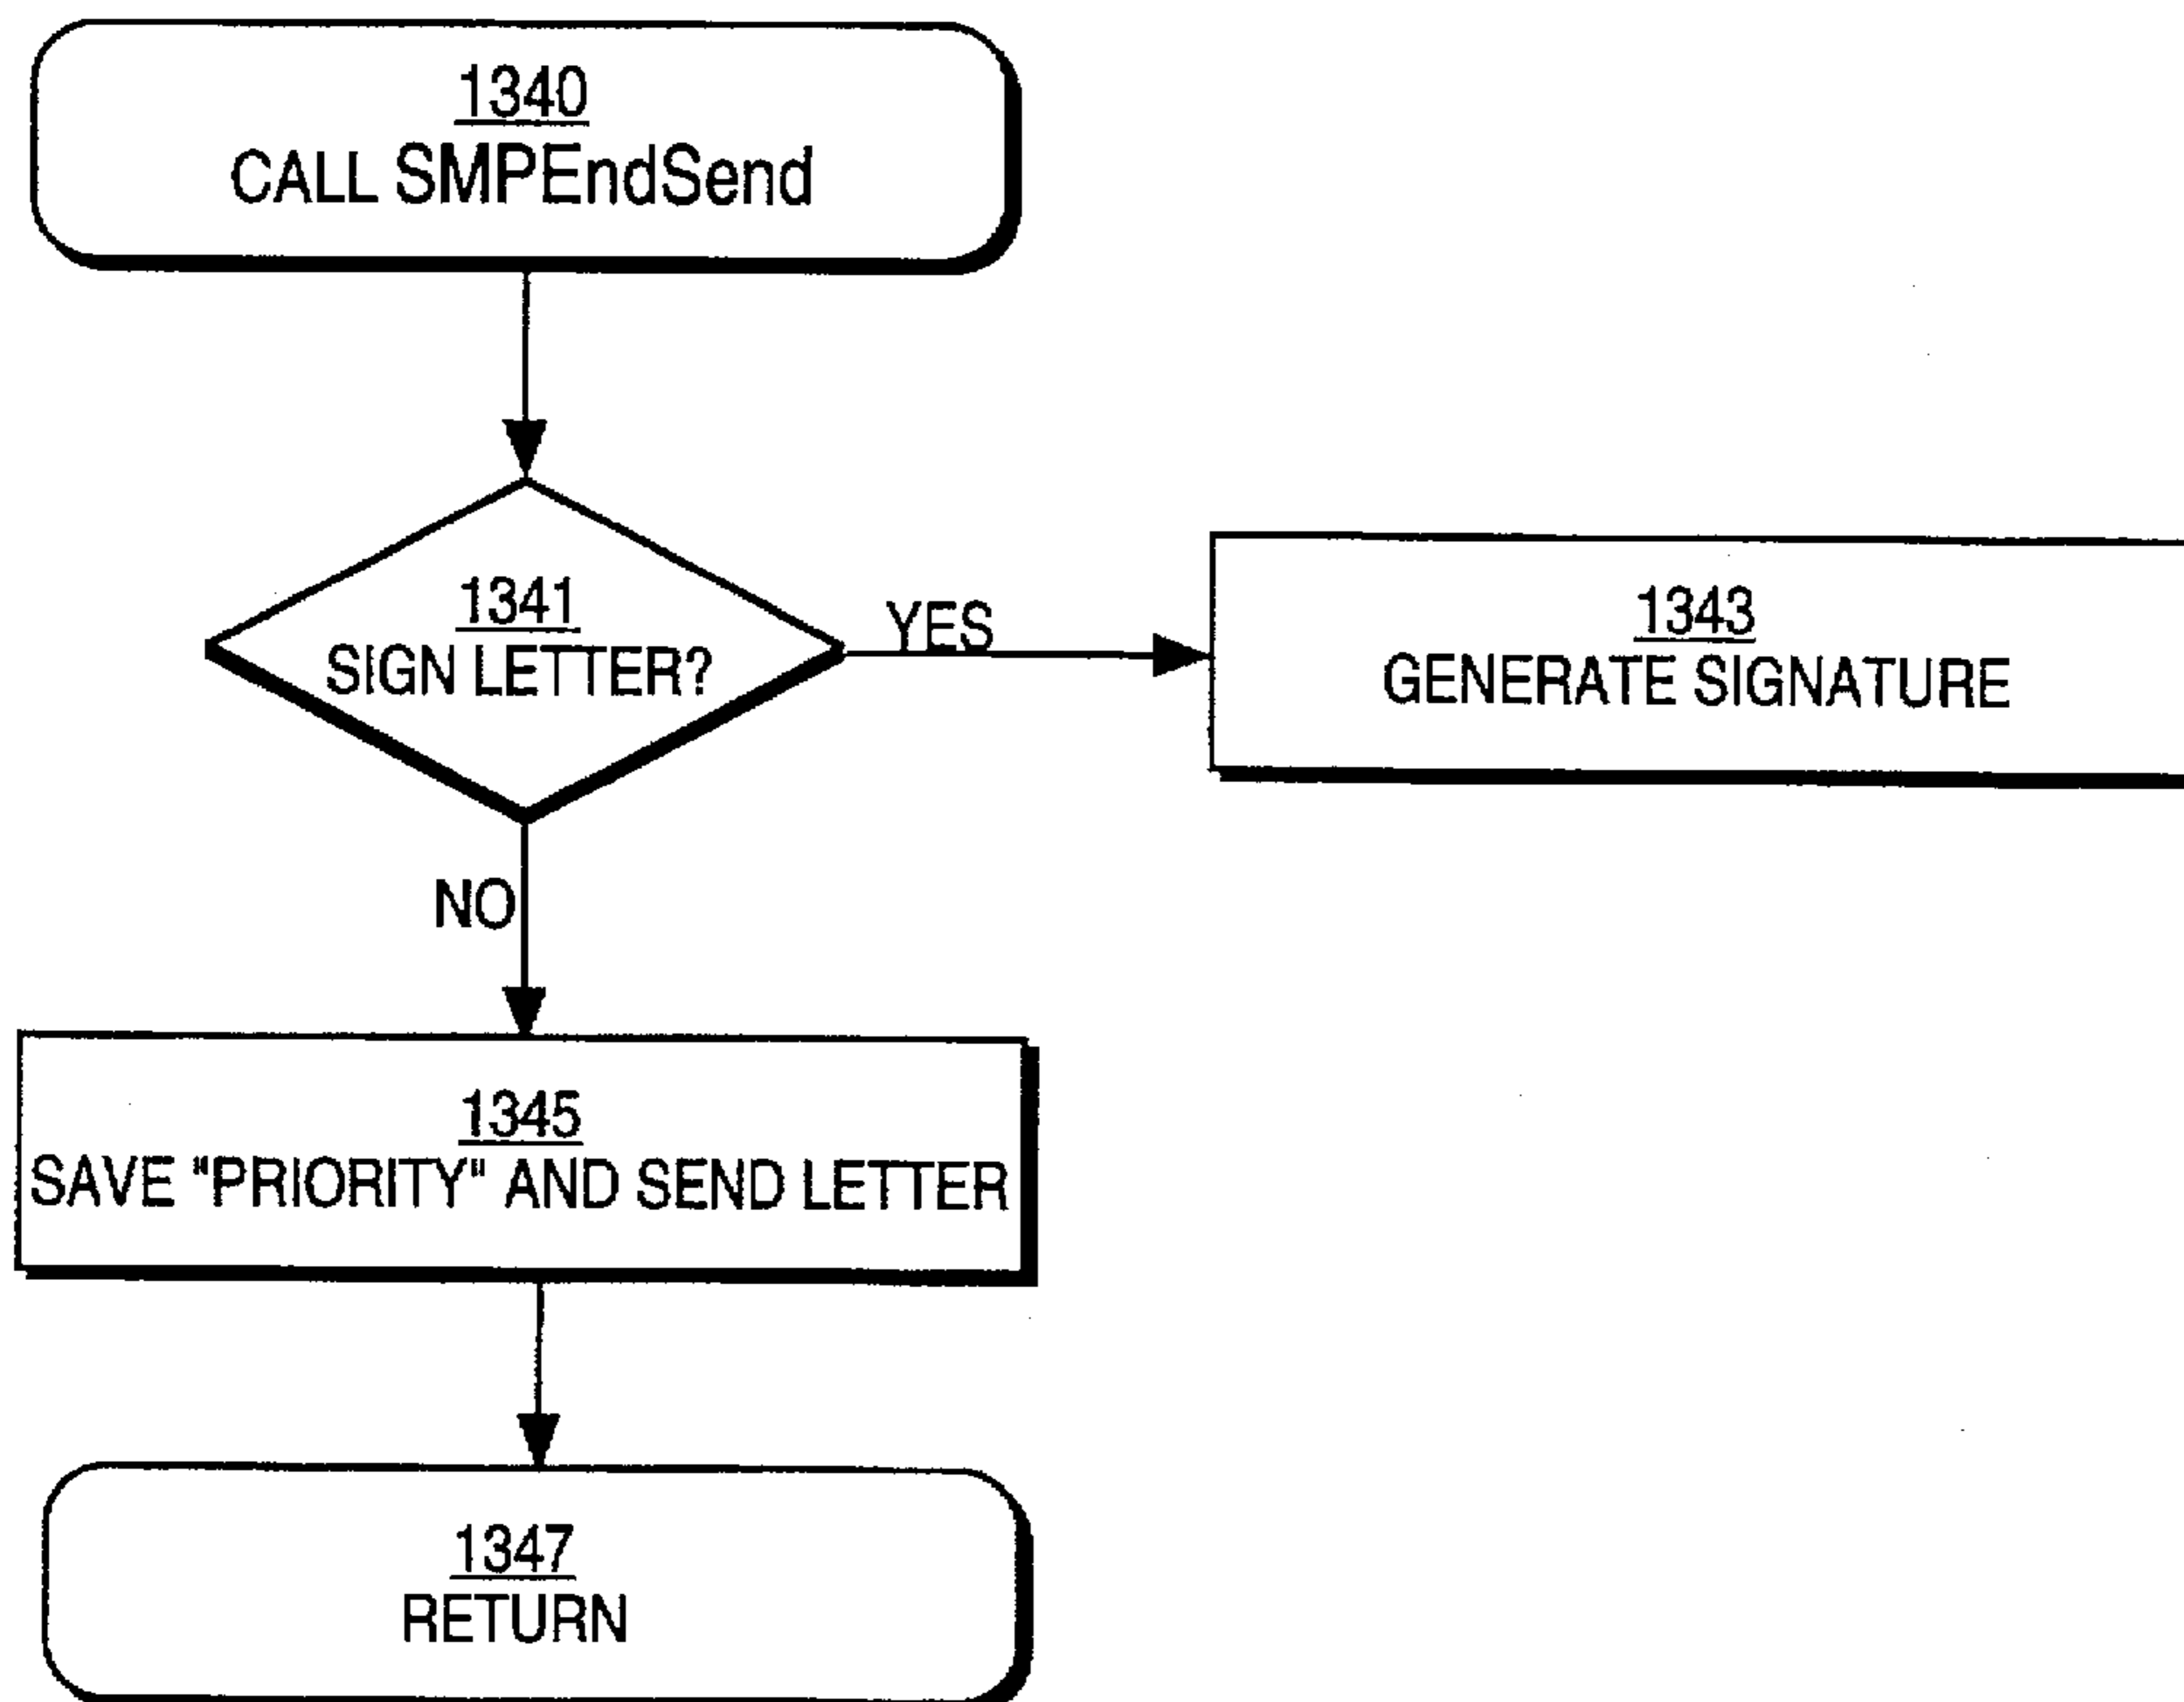 1340
CALL SMPEndSend
1341
SIGN LETTER?
YES
1343
GENERATE SIGNATURE
NO
1345
SAVE "PRIORITY" AND SEND LETTER
1347
RETURN